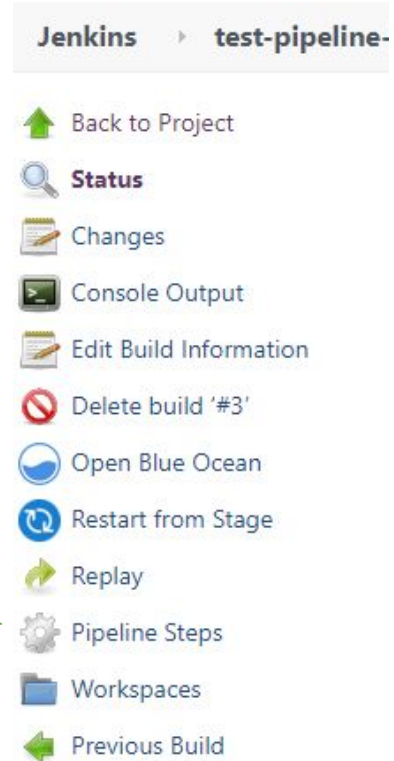 Jenkins test-pipeline-
Back to Project
Status
Changes
Console Output
Edit Build Information
Delete build '#3'
Open Blue Ocean
Restart from Stage
Replay
Pipeline Steps
Workspaces
Previous Build